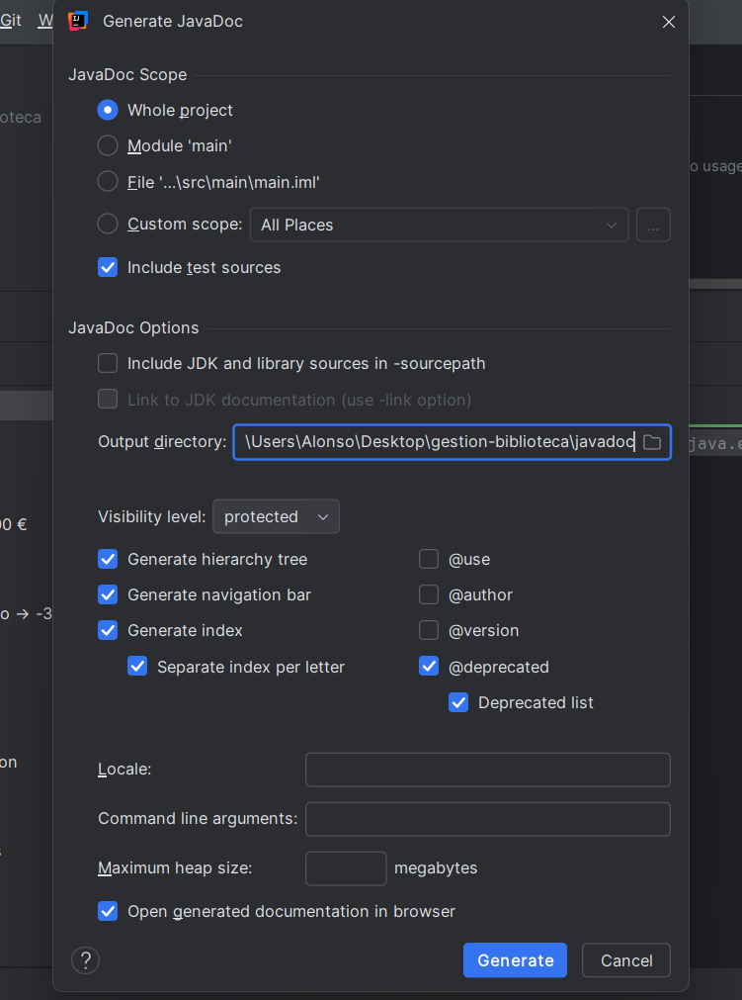 Git W
Generate JavaDoc
JavaDoc Scope
Whole project
oteca
Module 'main'
File '...\src\main\main.iml'
o usage
Custom scope: All Places ...
Include test sources
JavaDoc Options
Include JDK and library sources in -sourcepath
Link to JDK documentation (use -link option)
Output directory: \Users\Alonso\Desktop\gestion-biblioteca\javadoc
java.e
Visibility level: protected
00 €
Generate hierarchy tree @use
Generate navigation bar @author
o → -3
Generate index @version
Separate index per letter @deprecated
Deprecated list
on
Locale:
Command line arguments:
s
Maximum heap size: megabytes
Open generated documentation in browser
? Generate Cancel